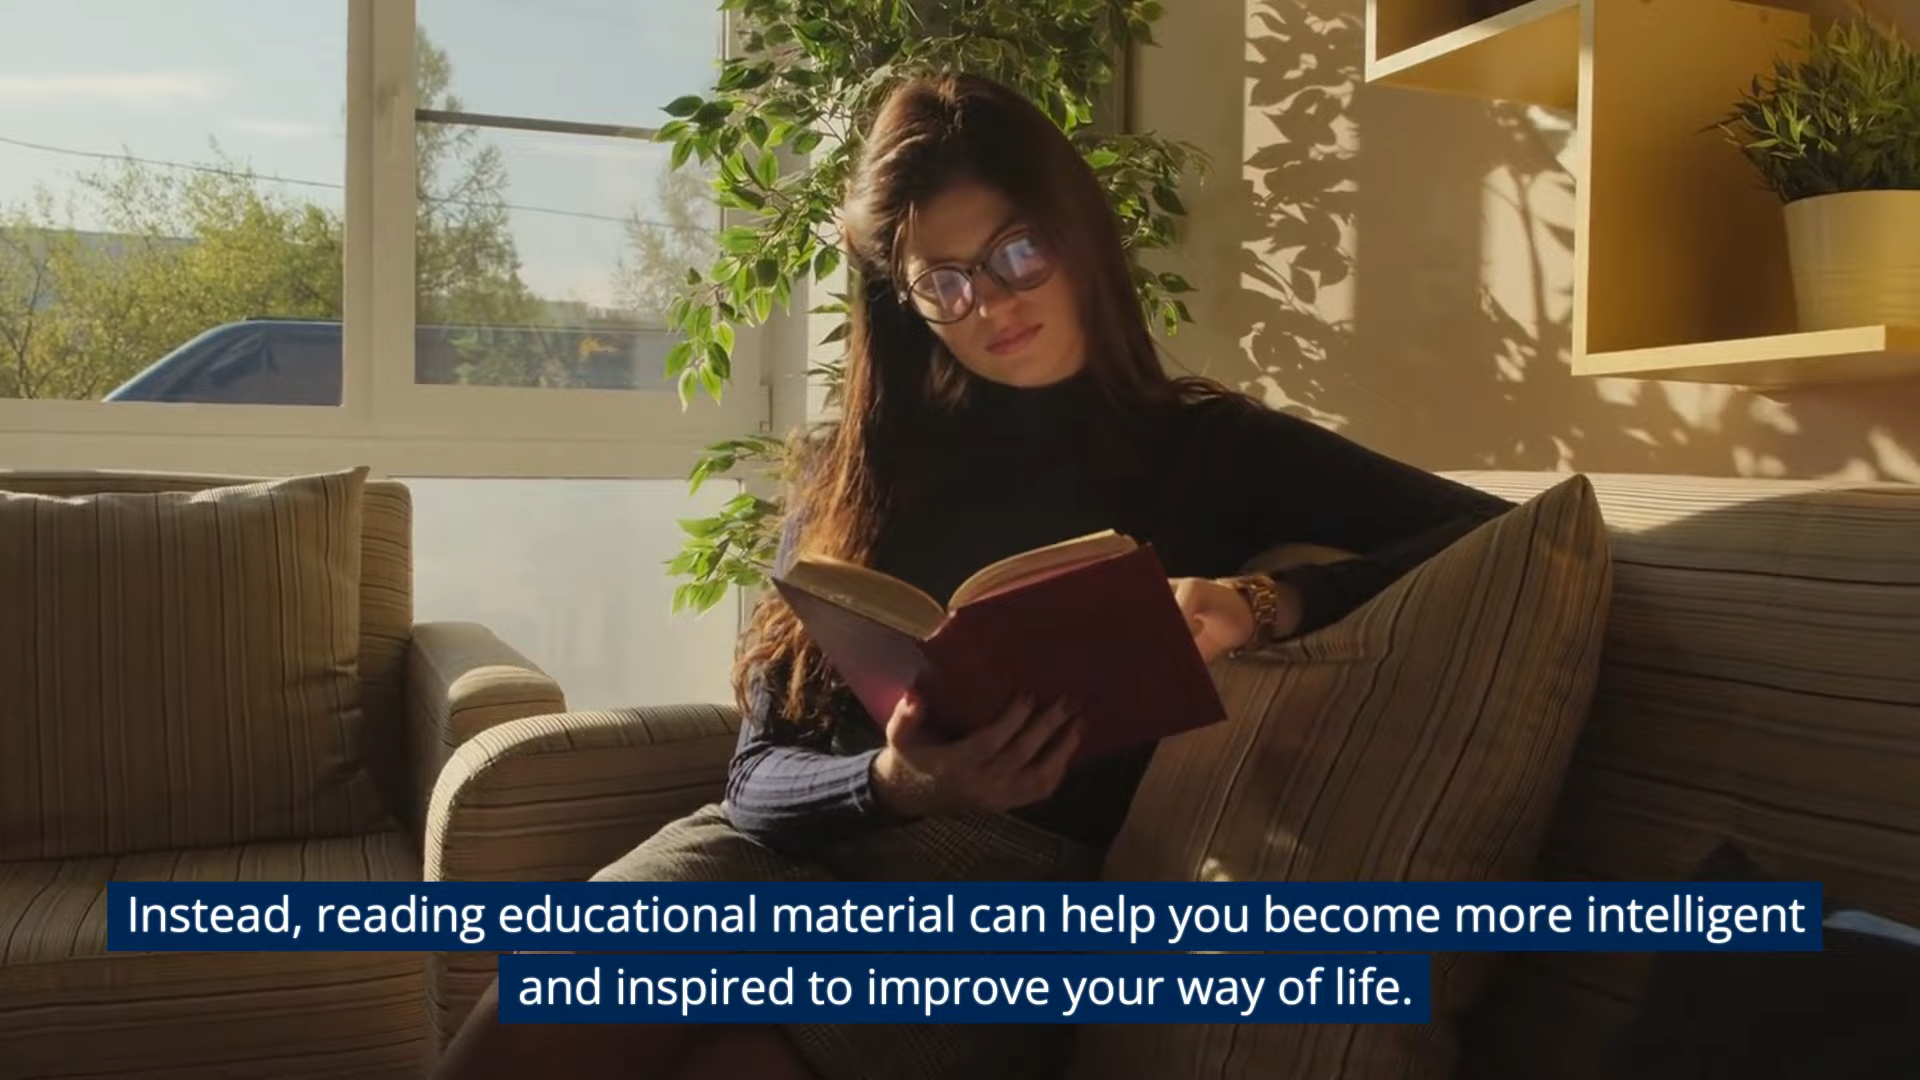 Instead, reading educational material can help you become more intelligent
and inspired to improve your way of life.